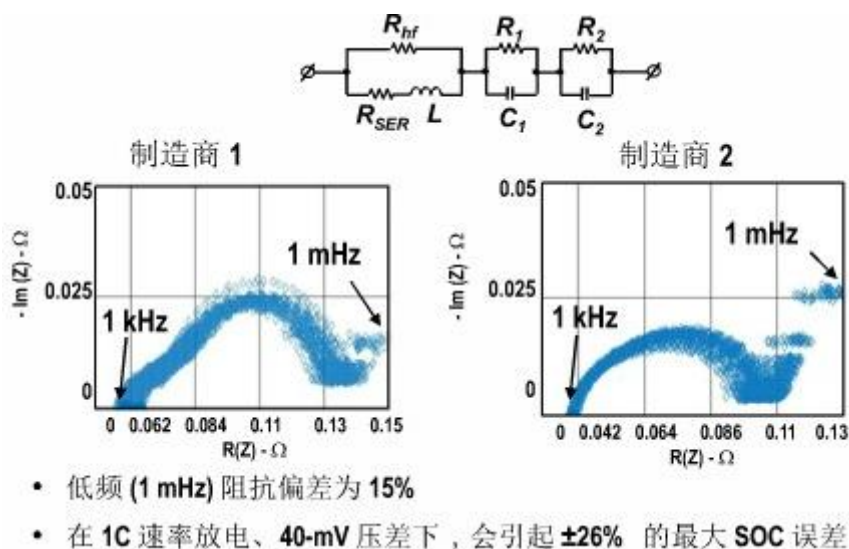 R_hf R_1 R_2
R_SER L C_1 C_2
制造商 1
制造商 2
0.05
0.025
0
- Im (Z) - Ω
1 mHz
1 kHz
0 0.062 0.084 0.11 0.13 0.15
R(Z) - Ω
0.05
0.025
0
- Im (Z) - Ω
1 mHz
1 kHz
0 0.042 0.064 0.086 0.11 0.13
R(Z) - Ω
• 低频 (1 mHz) 阻抗偏差为 15%
• 在 1C 速率放电、40-mV 压差下，会引起 ±26% 的最大 SOC 误差